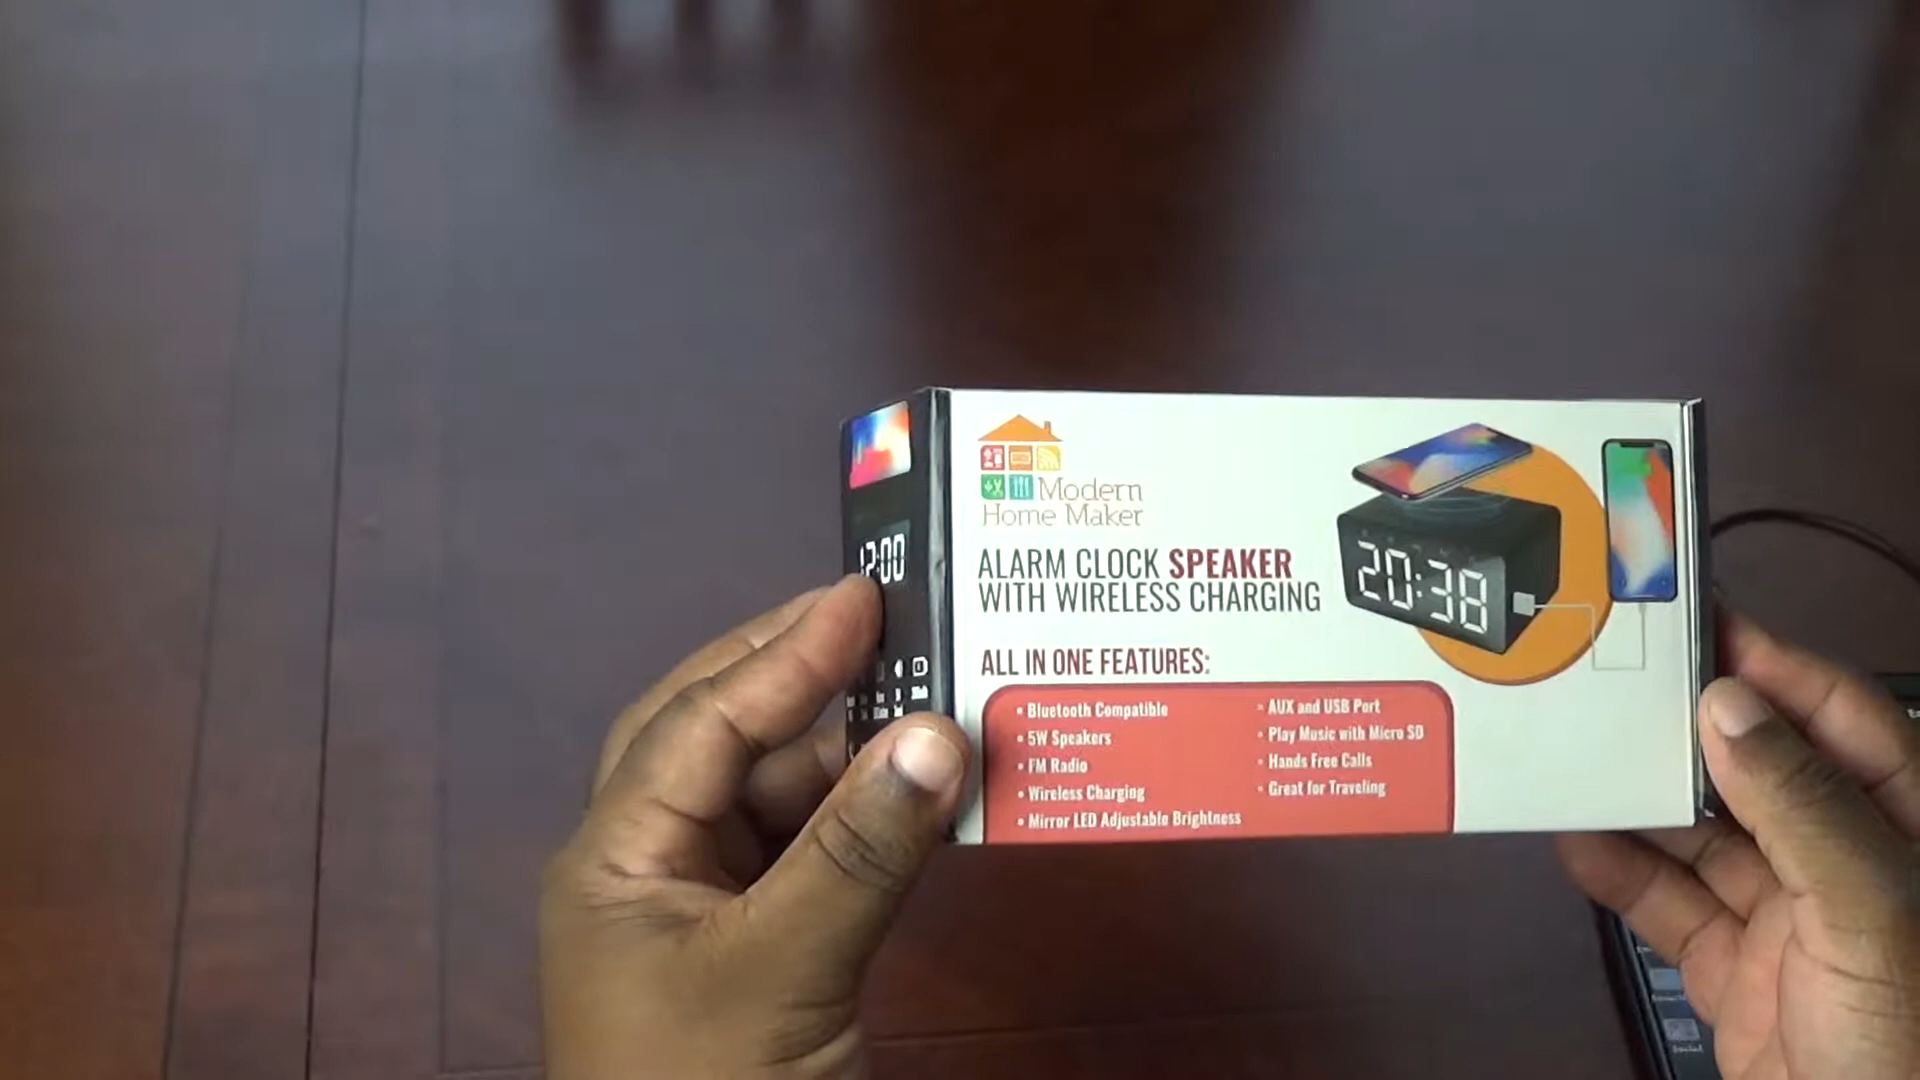 Modern
Home Maker
ALARM CLOCK SPEAKER
WITH WIRELESS CHARGING
20:38
ALL IN ONE FEATURES:
• Bluetooth Compatible
• 5W Speakers
• FM Radio
• Wireless Charging
• Mirror LED Adjustable Brightness
• AUX and USB Port
• Play Music with Micro SD
• Hands Free Calls
• Great for Traveling
12:00